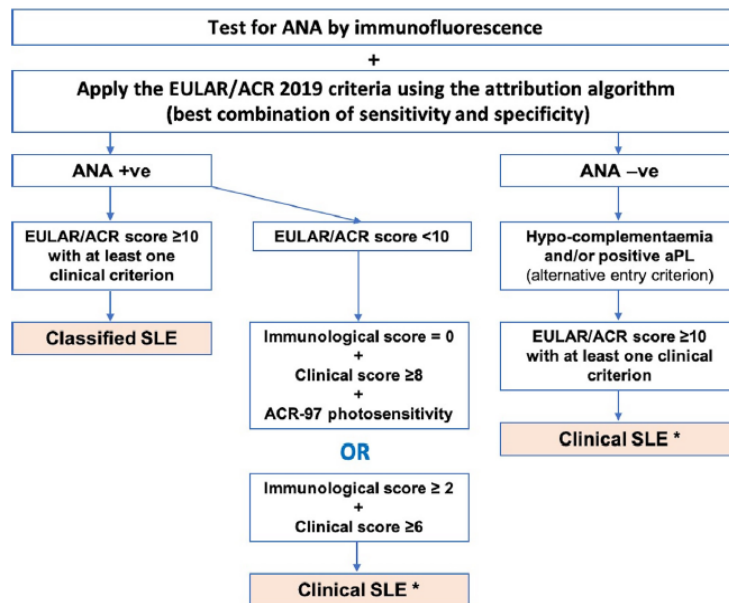 Test for ANA by immunofluorescence
+
Apply the EULAR/ACR 2019 criteria using the attribution algorithm
(best combination of sensitivity and specificity)
ANA +ve
ANA –ve
EULAR/ACR score ≥10
with at least one
clinical criterion
EULAR/ACR score <10
Hypo-complementaemia
and/or positive aPL
(alternative entry criterion)
Classified SLE
Immunological score = 0
+
Clinical score ≥8
+
ACR-97 photosensitivity
EULAR/ACR score ≥10
with at least one clinical
criterion
Clinical SLE *
OR
Immunological score ≥ 2
+
Clinical score ≥6
Clinical SLE *